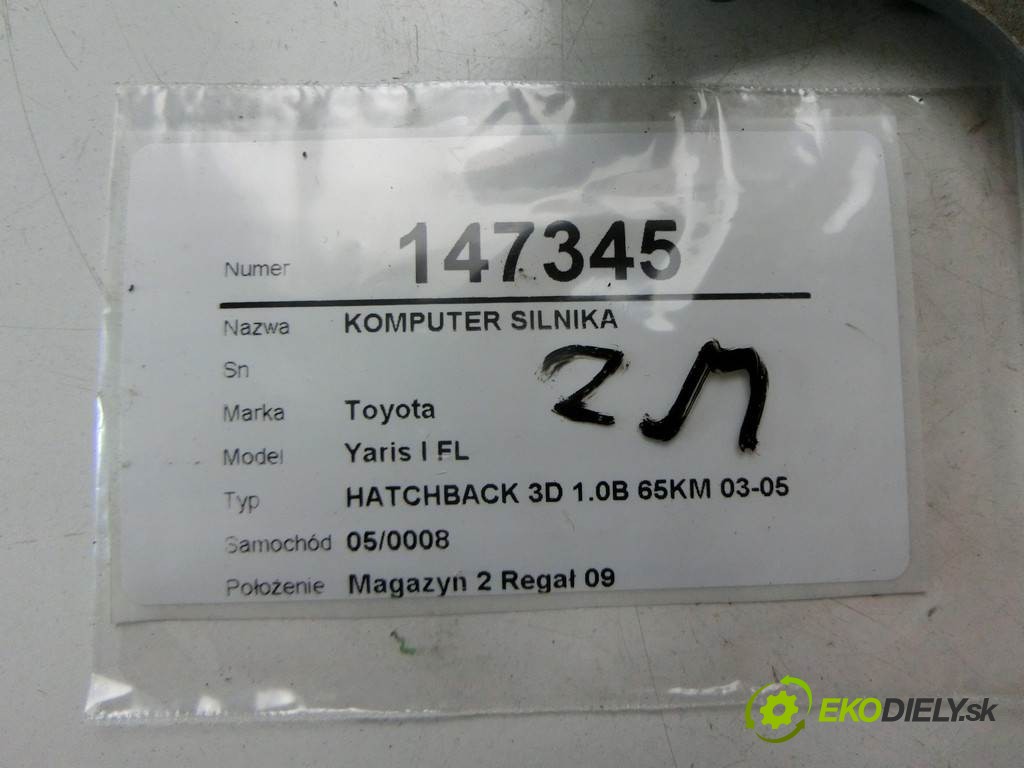 Numer 147345
Nazwa KOMPUTER SILNIKA
Sn
Marka Toyota
Model Yaris I FL
Typ HATCHBACK 3D 1.0B 65KM 03-05
Samochód 05/0008
Położenie Magazyn 2 Regał 09
EKODIELY.sk